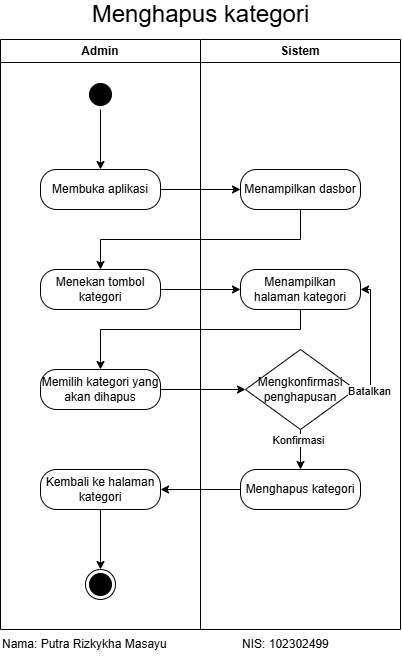 Menghapus kategori
Admin
Sistem
Membuka aplikasi
Menampilkan dasbor
Menekan tombol
kategori
Menampilkan
halaman kategori
Memilih kategori yang
akan dihapus
Mengkonfirmasi
penghapusan
Batalkan
Konfirmasi
Kembali ke halaman
kategori
Menghapus kategori
Nama: Putra Rizkykha Masayu
NIS: 102302499